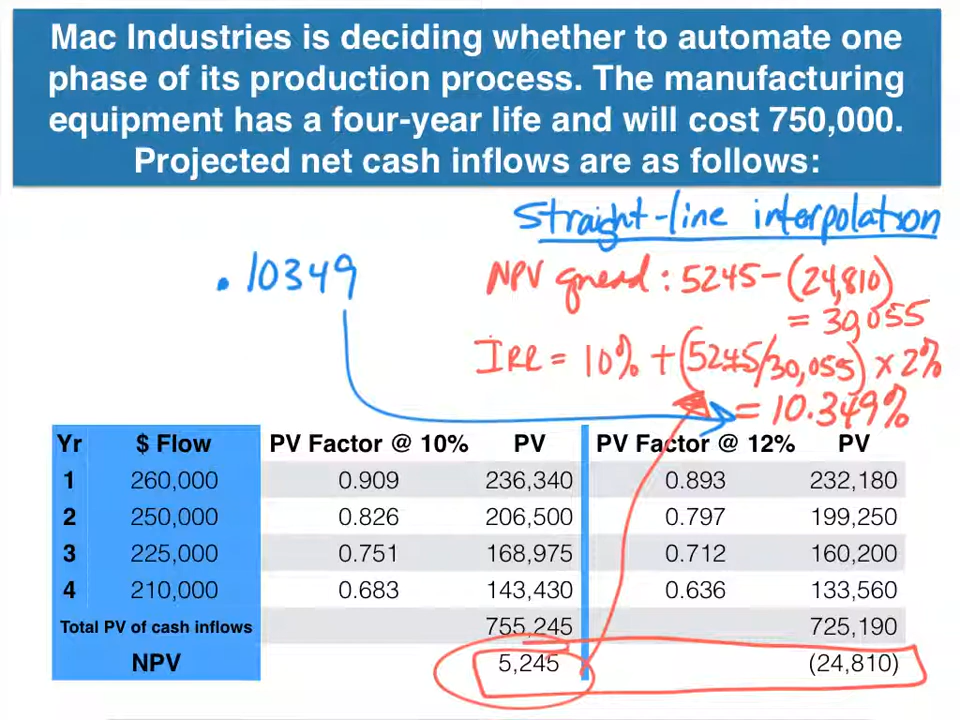 Mac Industries is deciding whether to automate one
phase of its production process. The manufacturing
equipment has a four-year life and will cost 750,000.
Projected net cash inflows are as follows:
Straight-line interpolation
.10349
NPV spread: 5245-(24,810)
= 30,055
IRR = 10% + (5245/30,055) x 2%
= 10.349%
Yr $ Flow PV Factor @ 10% PV PV Factor @ 12% PV
1 260,000 0.909 236,340 0.893 232,180
2 250,000 0.826 206,500 0.797 199,250
3 225,000 0.751 168,975 0.712 160,200
4 210,000 0.683 143,430 0.636 133,560
Total PV of cash inflows 755,245 725,190
NPV 5,245 (24,810)